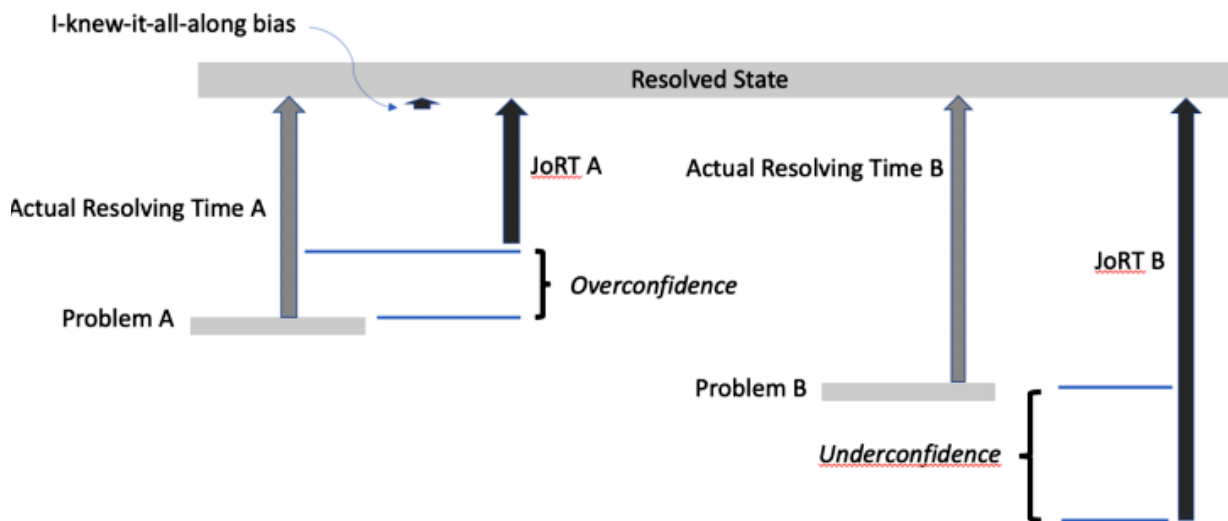 I-knew-it-all-along bias
Resolved State
JoRT A
Actual Resolving Time B
Actual Resolving Time A
JoRT B
Overconfidence
Problem A
Problem B
Underconfidence